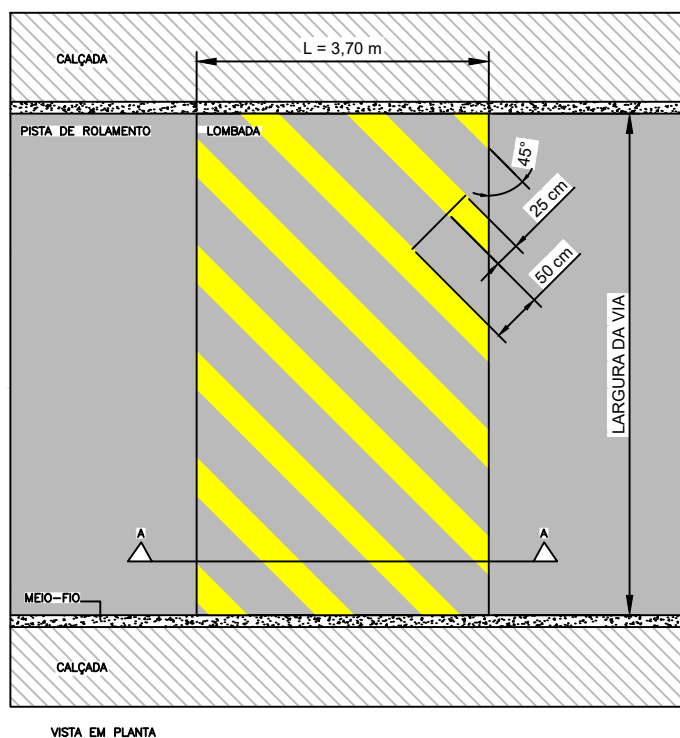 L = 3,70 m
CALÇADA
PISTA DE ROLAMENTO
LOMBADA
45°
25 cm
50 cm
LARGURA DA VIA
A
A
MEIO-FIO
CALÇADA
VISTA EM PLANTA